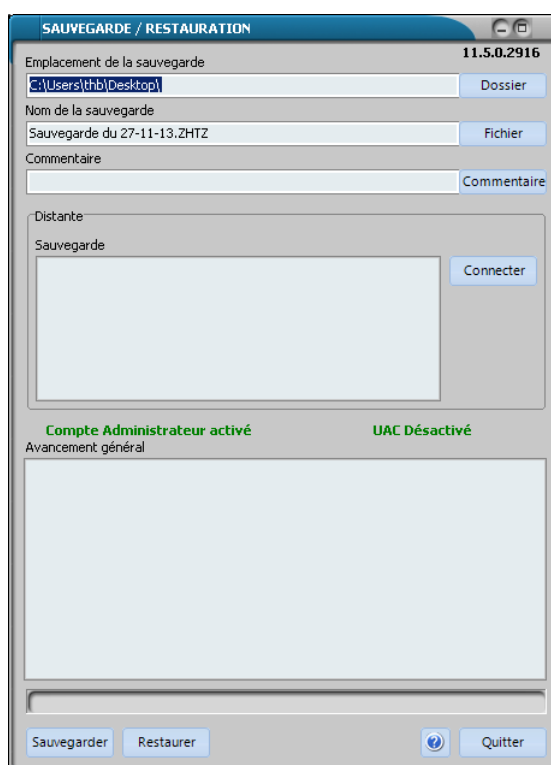 SAUVEGARDE / RESTAURATION
11.5.0.2916
Emplacement de la sauvegarde
C:\Users\thb\Desktop\
Dossier
Nom de la sauvegarde
Sauvegarde du 27-11-13.ZHTZ
Fichier
Commentaire
Commentaire
Distante
Sauvegarde
Connecter
Compte Administrateur activé
UAC Désactivé
Avancement général
Sauvegarder
Restaurer
?
Quitter